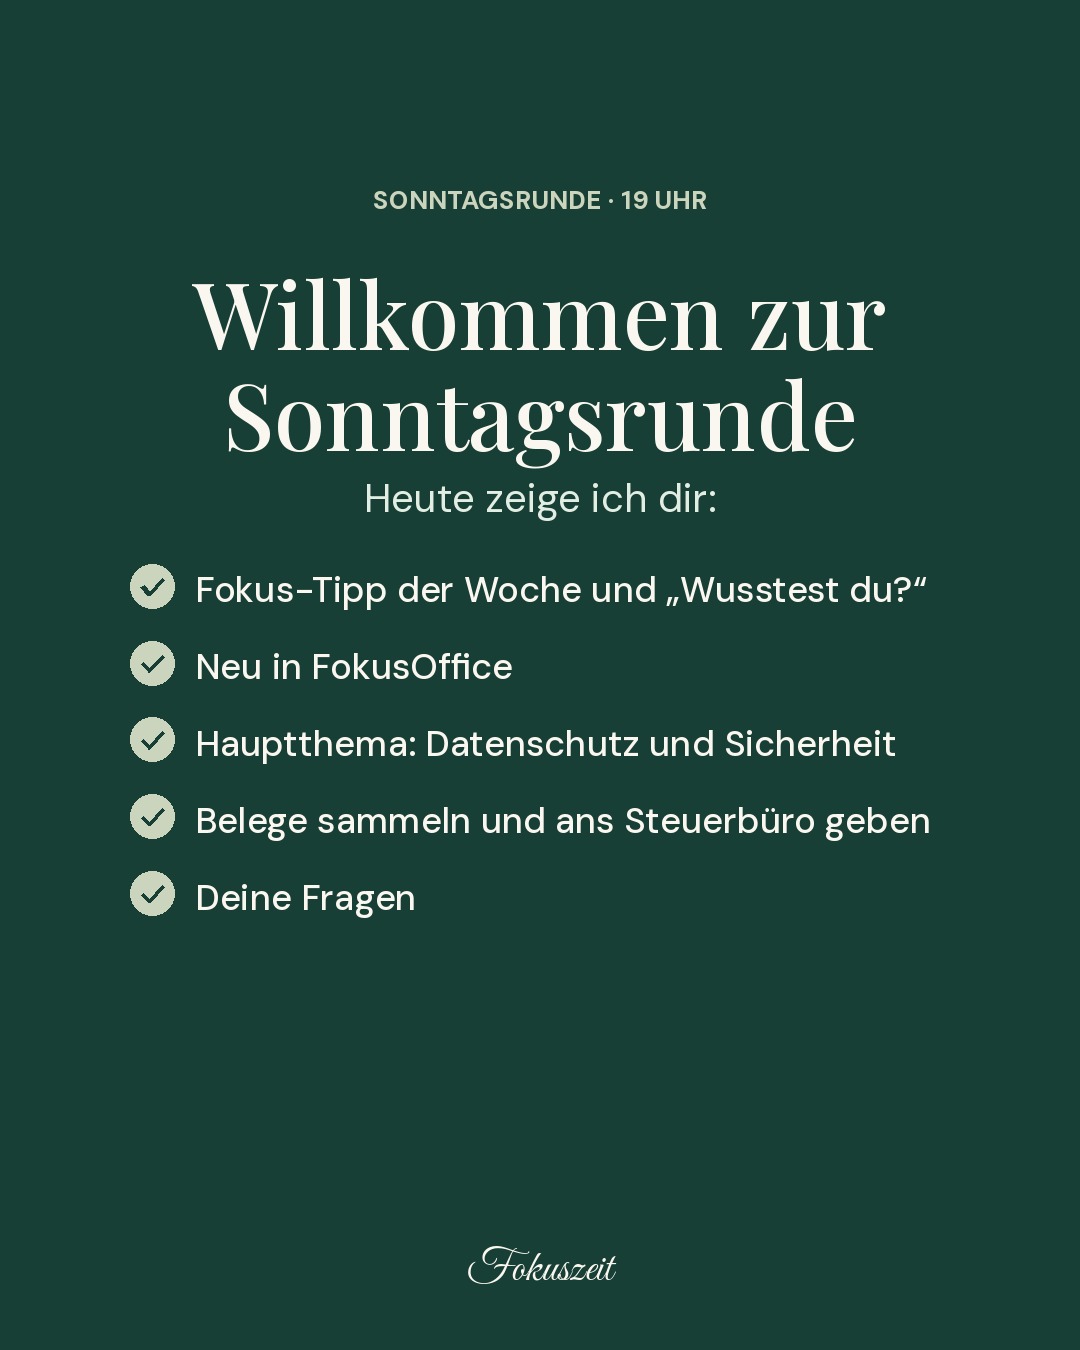 SONNTAGSRUNDE · 19 UHR
Willkommen zur
Sonntagsrunde
Heute zeige ich dir:
Fokus-Tipp der Woche und „Wusstest du?“
Neu in FokusOffice
Hauptthema: Datenschutz und Sicherheit
Belege sammeln und ans Steuerbüro geben
Deine Fragen
Fokuszeit